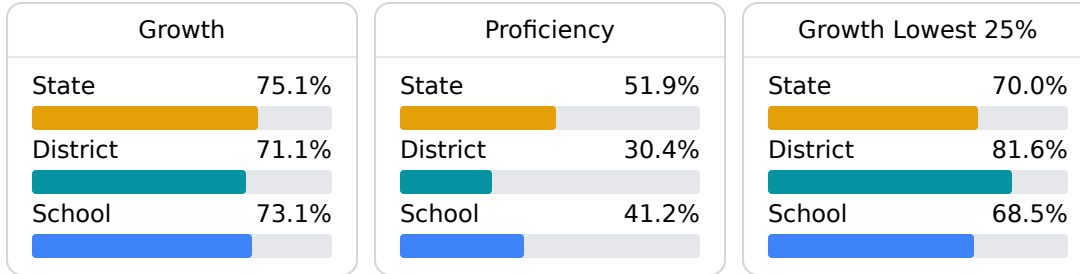 Growth
State 75.1%
District 71.1%
School 73.1%
Proficiency
State 51.9%
District 30.4%
School 41.2%
Growth Lowest 25%
State 70.0%
District 81.6%
School 68.5%